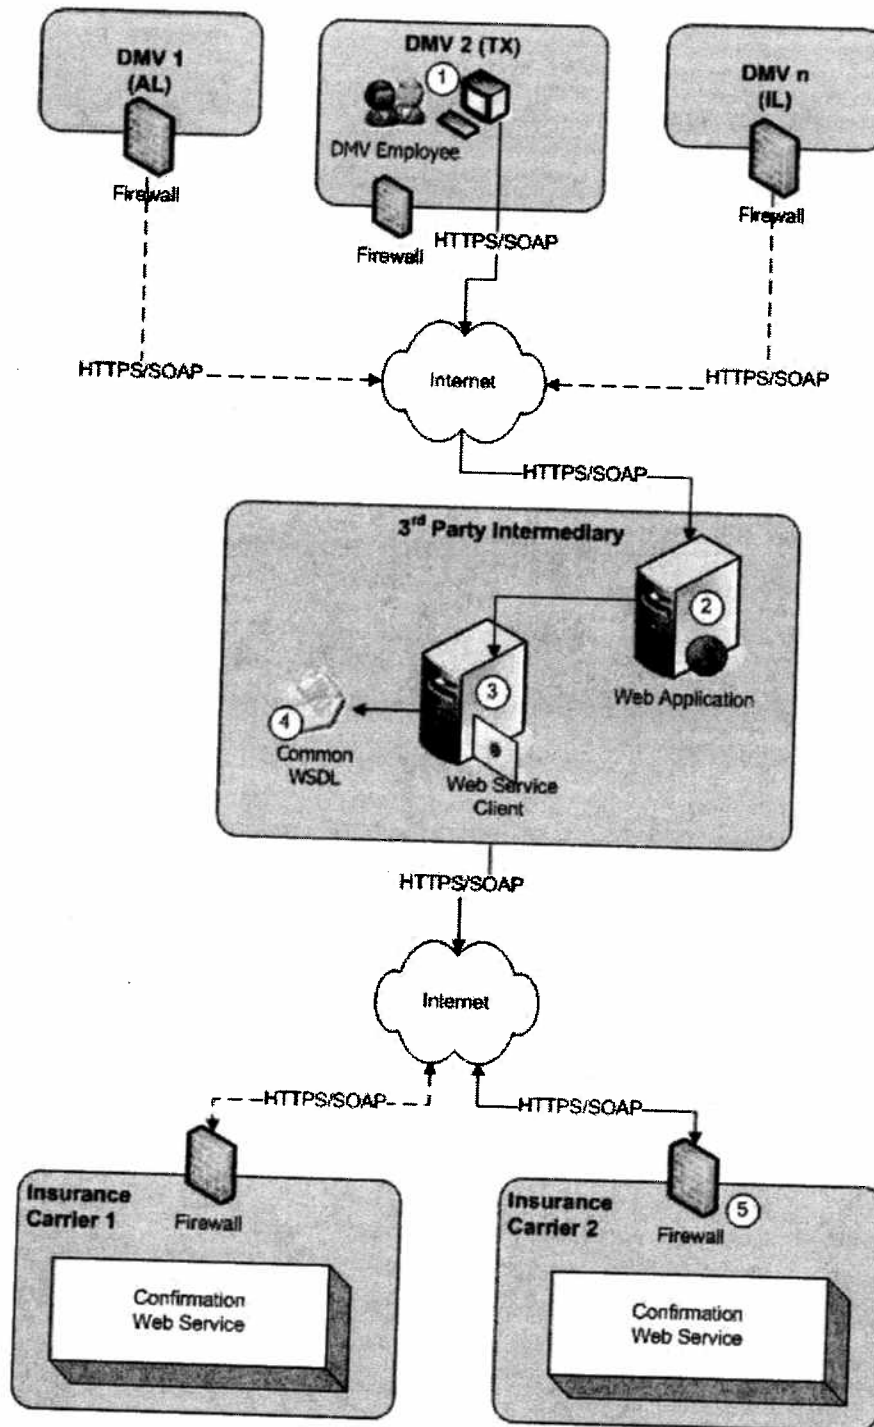 DMV 1
(AL)
Firewall
DMV 2 (TX)
1
DMV Employee
Firewall
HTTPS/SOAP
DMV n
(IL)
Firewall
HTTPS/SOAP
Internet
HTTPS/SOAP
HTTPS/SOAP
3rd Party Intermediary
2
Web Application
3
Web Service
Client
4
Common
WSDL
HTTPS/SOAP
Internet
HTTPS/SOAP
HTTPS/SOAP
Insurance
Carrier 1
Firewall
Confirmation
Web Service
Insurance
Carrier 2
5
Firewall
Confirmation
Web Service